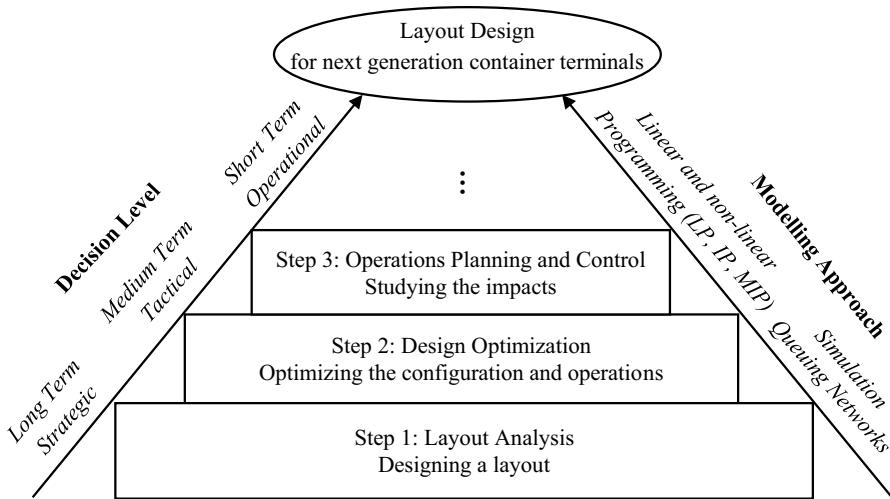 Layout Design
for next generation container terminals
Decision Level
Short Term
Operational
Medium Term
Tactical
Long Term
Strategic
Linear and non-linear
Programming (LP, IP, MIP)
Modelling Approach
Simulation
Queuing Networks
⋮
Step 3: Operations Planning and Control
Studying the impacts
Step 2: Design Optimization
Optimizing the configuration and operations
Step 1: Layout Analysis
Designing a layout